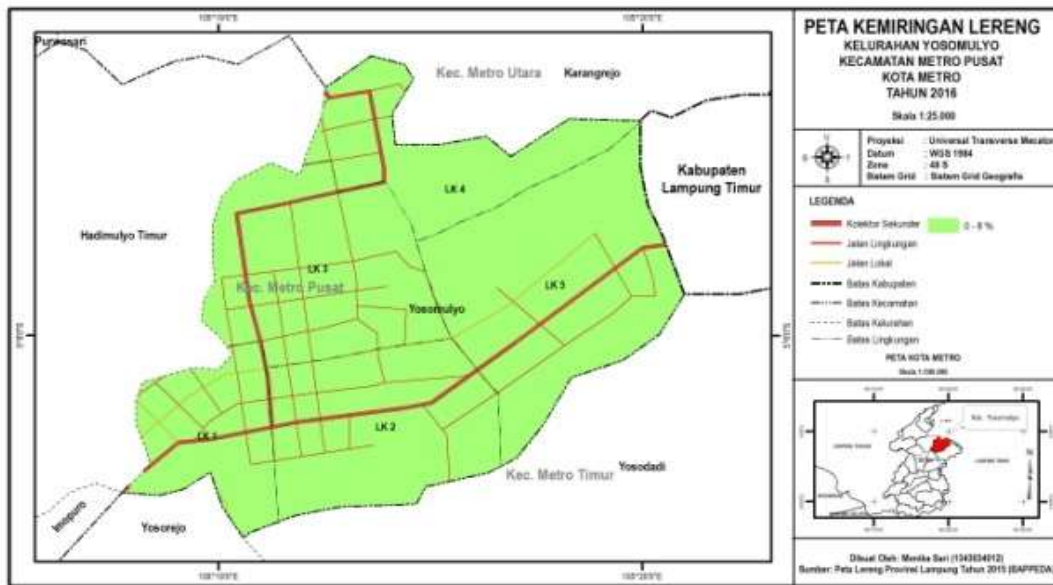 PETA KEMIRINGAN LERENG
KELURAHAN YOSOMULYO
KECAMATAN METRO PUSAT
KOTA METRO
TAHUN 2016
Skala 1:25.000
Proyeksi : Universal Transverse Mecator
Datum : WGS 1984
Zona : 48 S
Sistem Grid : Sistem Grid Geografis
LEGENDA
Kolektor Sekunder
0 - 8 %
Jalan Lingkungan
Jalan Lokal
Batas Kabupaten
Batas Kecamatan
Batas Kelurahan
Batas Lingkungan
PETA KOTA METRO
Dibuat Oleh: Monika Sari (1343034012)
Sumber: Peta Lereng Provinsi Lampung Tahun 2015 (BAPPEDA)
Kec. Metro Utara
Karangrejo
Kabupaten
Lampung Timur
LK 4
Hadimulyo Timur
LK 3
Kec. Metro Pusat
LK 5
Yosomulyo
LK 1
LK 2
Kec. Metro Timur
Yosodadi
Imopuro
Yosorejo